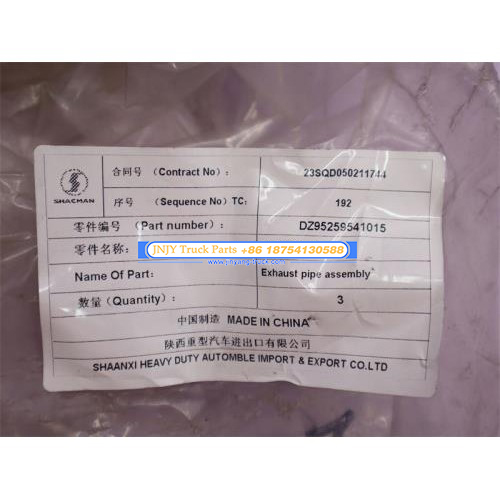 SHACMAN
合同号 (Contract No): 23SQD050211744
序号 (Sequence No) TC: 192
零件编号 (Part number): DZ95259541015
零件名称:
JNJY Truck Parts +86 18754130588
Name Of Part: Exhaust pipe assembly
数量 (Quantity): 3
中国制造 MADE IN CHINA
陕西重型汽车进出口有限公司
SHAANXI HEAVY DUTY AUTOMBLE IMPORT & EXPORT CO.LTD